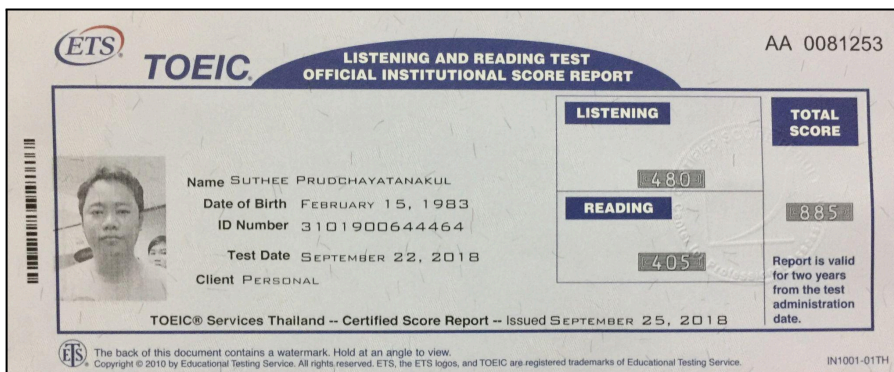 AA 0081253
ETS®
TOEIC®
LISTENING AND READING TEST
OFFICIAL INSTITUTIONAL SCORE REPORT
LISTENING
480
TOTAL
SCORE
885
Name SUTHEE PRUDCHAYATANAKUL
Date of Birth FEBRUARY 15, 1983
ID Number 3101900644464
Test Date SEPTEMBER 22, 2018
Client PERSONAL
READING
405
Report is valid
for two years
from the test
administration
date.
TOEIC® Services Thailand -- Certified Score Report -- Issued SEPTEMBER 25, 2018
ETS®
The back of this document contains a watermark. Hold at an angle to view.
Copyright © 2010 by Educational Testing Service. All rights reserved. ETS, the ETS logos, and TOEIC are registered trademarks of Educational Testing Service.
IN1001-01TH